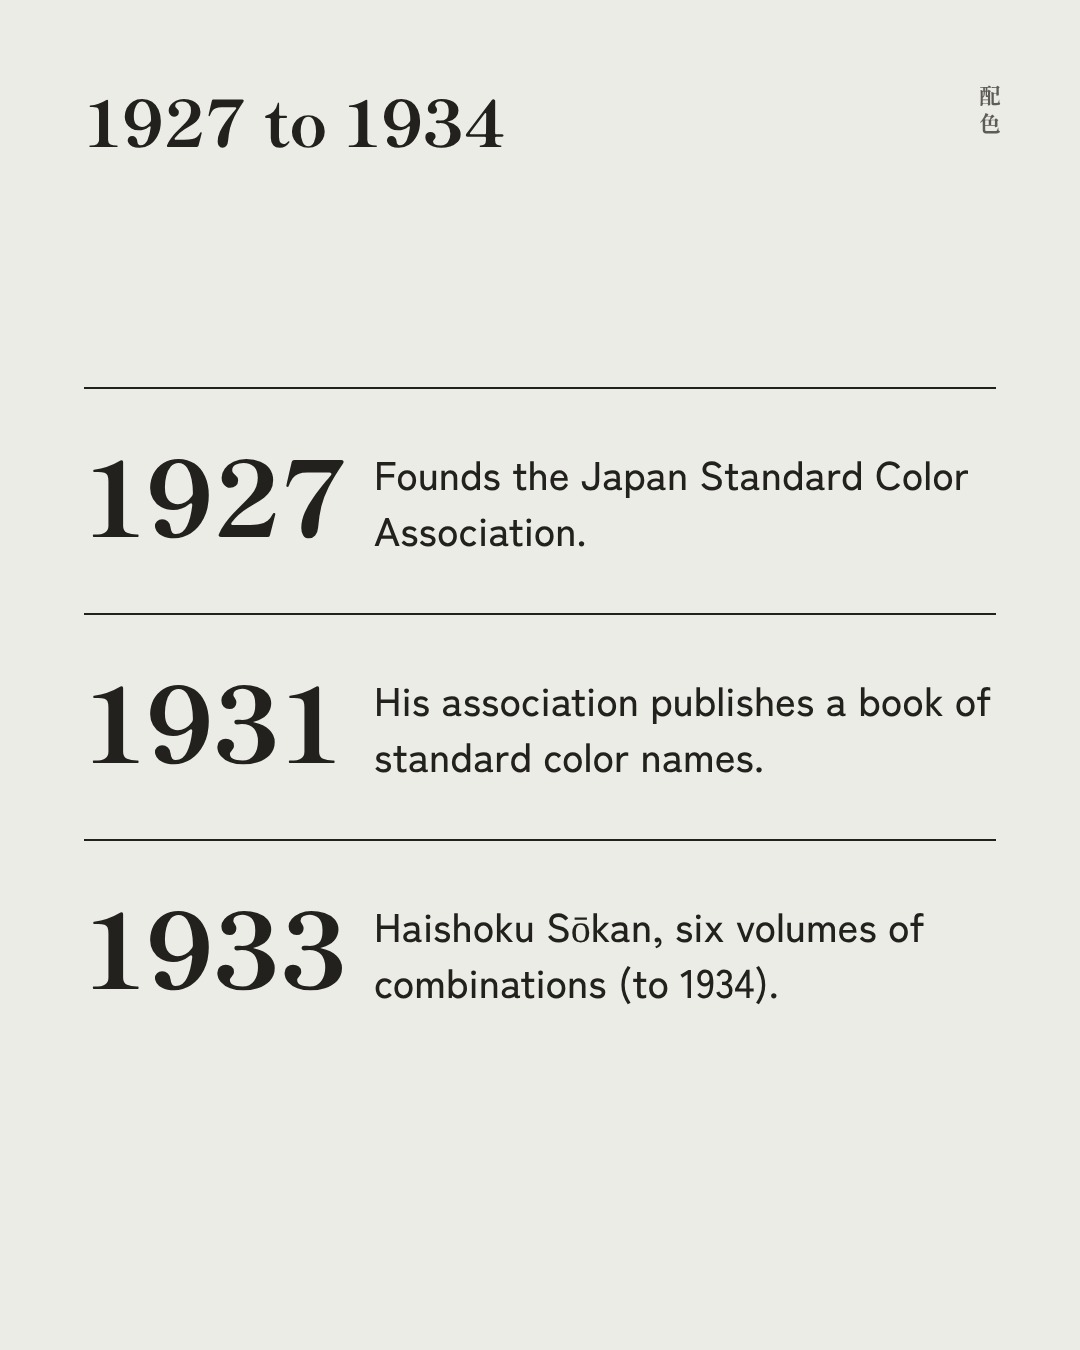 1927 to 1934
配色
1927
Founds the Japan Standard Color
Association.
1931
His association publishes a book of
standard color names.
1933
Haishoku Sōkan, six volumes of
combinations (to 1934).